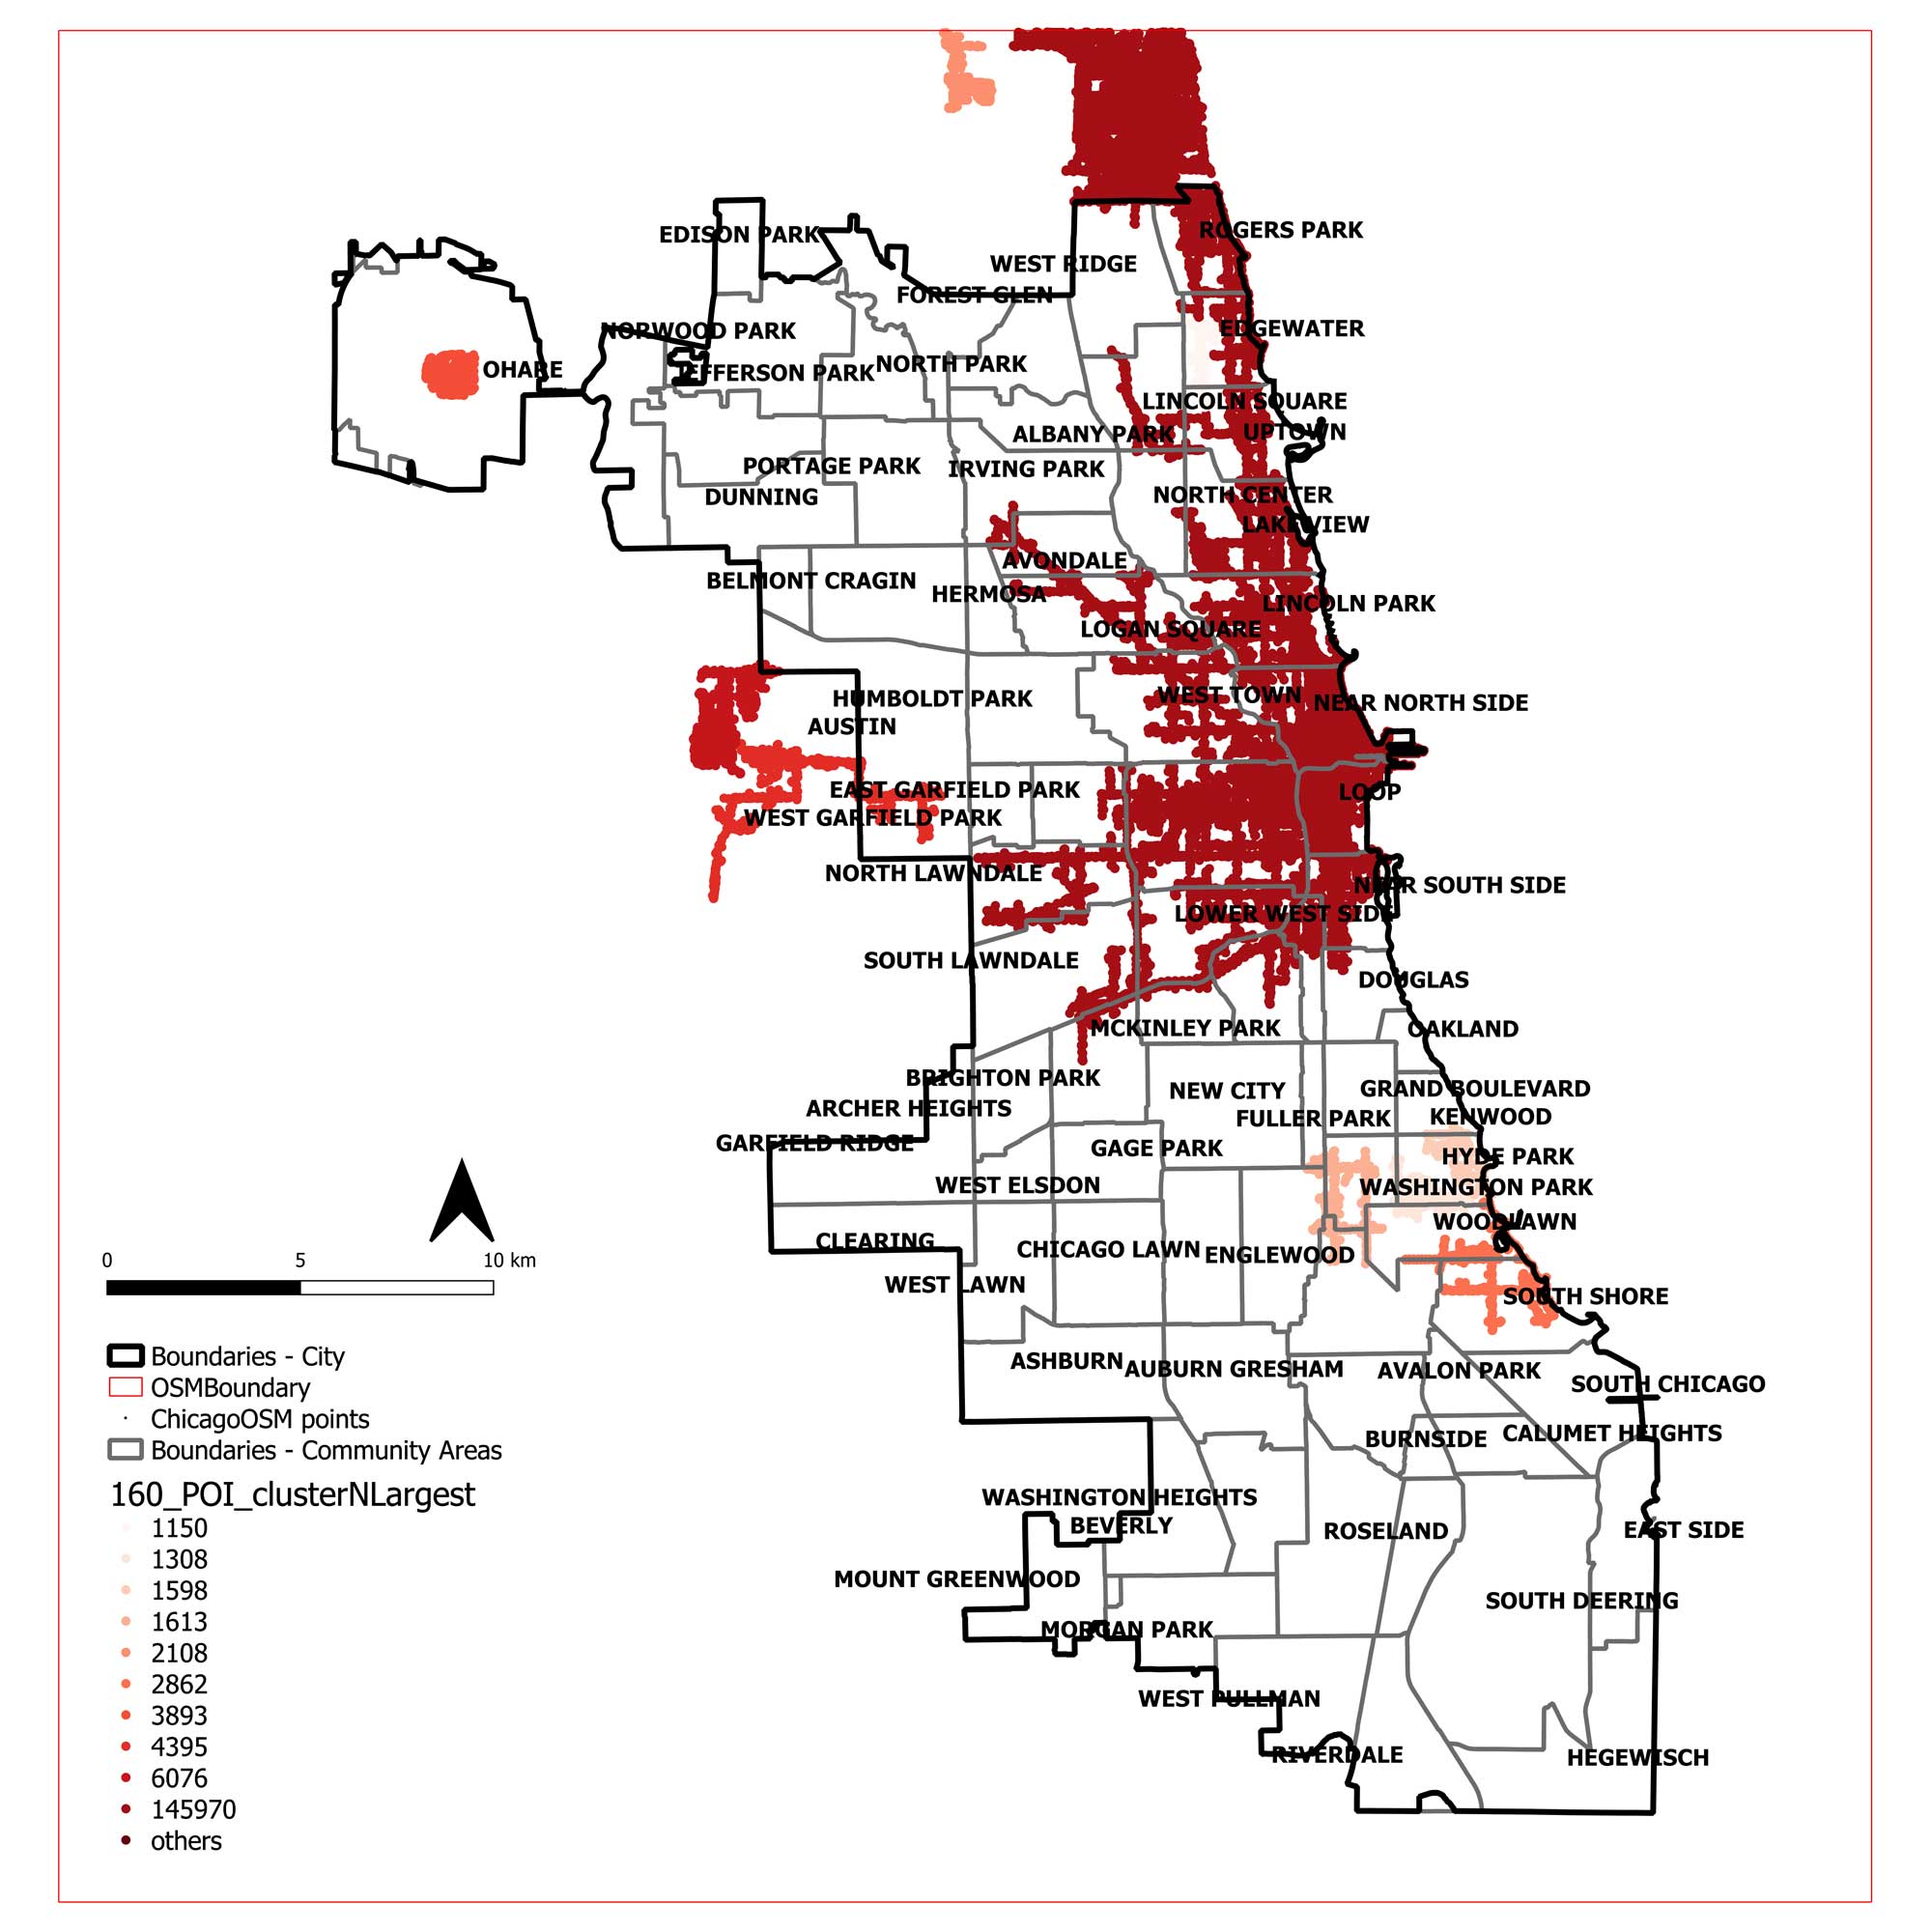 EDISON PARK
ROGERS PARK
WEST RIDGE
FOREST GLEN
NORWOOD PARK
EDGEWATER
OHARE
JEFFERSON PARK
NORTH PARK
LINCOLN SQUARE
ALBANY PARK
UPTOWN
PORTAGE PARK
IRVING PARK
DUNNING
NORTH CENTER
LAKE VIEW
AVONDALE
BELMONT CRAGIN
HERMOSA
LINCOLN PARK
LOGAN SQUARE
HUMBOLDT PARK
WEST TOWN
NEAR NORTH SIDE
AUSTIN
EAST GARFIELD PARK
LOOP
WEST GARFIELD PARK
NORTH LAWNDALE
NEAR SOUTH SIDE
LOWER WEST SIDE
SOUTH LAWNDALE
DOUGLAS
MCKINLEY PARK
OAKLAND
BRIGHTON PARK
NEW CITY
GRAND BOULEVARD
ARCHER HEIGHTS
FULLER PARK
KENWOOD
GARFIELD RIDGE
GAGE PARK
HYDE PARK
WEST ELSDON
WASHINGTON PARK
WOODLAWN
CLEARING
CHICAGO LAWN
ENGLEWOOD
WEST LAWN
SOUTH SHORE
ASHBURN
AUBURN GRESHAM
AVALON PARK
SOUTH CHICAGO
BURNSIDE
CALUMET HEIGHTS
WASHINGTON HEIGHTS
BEVERLY
ROSELAND
EAST SIDE
MOUNT GREENWOOD
SOUTH DEERING
MORGAN PARK
WEST PULLMAN
RIVERDALE
HEGEWISCH
0 5 10 km
Boundaries - City
OSMBoundary
ChicagoOSM points
Boundaries - Community Areas
160_POI_clusterNLargest
1150
1308
1598
1613
2108
2862
3893
4395
6076
145970
others